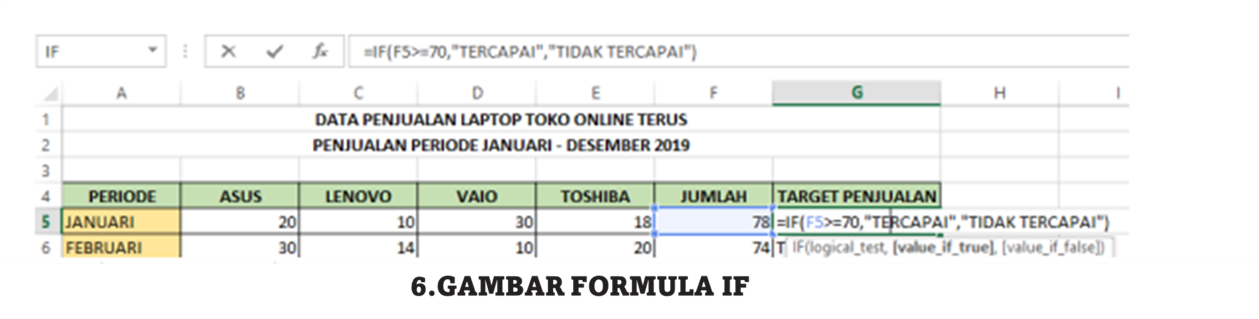 IF fx =IF(F5>=70,"TERCAPAI","TIDAK TERCAPAI")
A B C D E F G H I
1 DATA PENJUALAN LAPTOP TOKO ONLINE TERUS
2 PENJUALAN PERIODE JANUARI - DESEMBER 2019
3
4 PERIODE ASUS LENOVO VAIO TOSHIBA JUMLAH TARGET PENJUALAN
5 JANUARI 20 10 30 18 78 =IF(F5>=70,"TERCAPAI","TIDAK TERCAPAI")
6 FEBRUARI 30 14 10 20 74 T IF(logical_test, [value_if_true], [value_if_false])
6.GAMBAR FORMULA IF